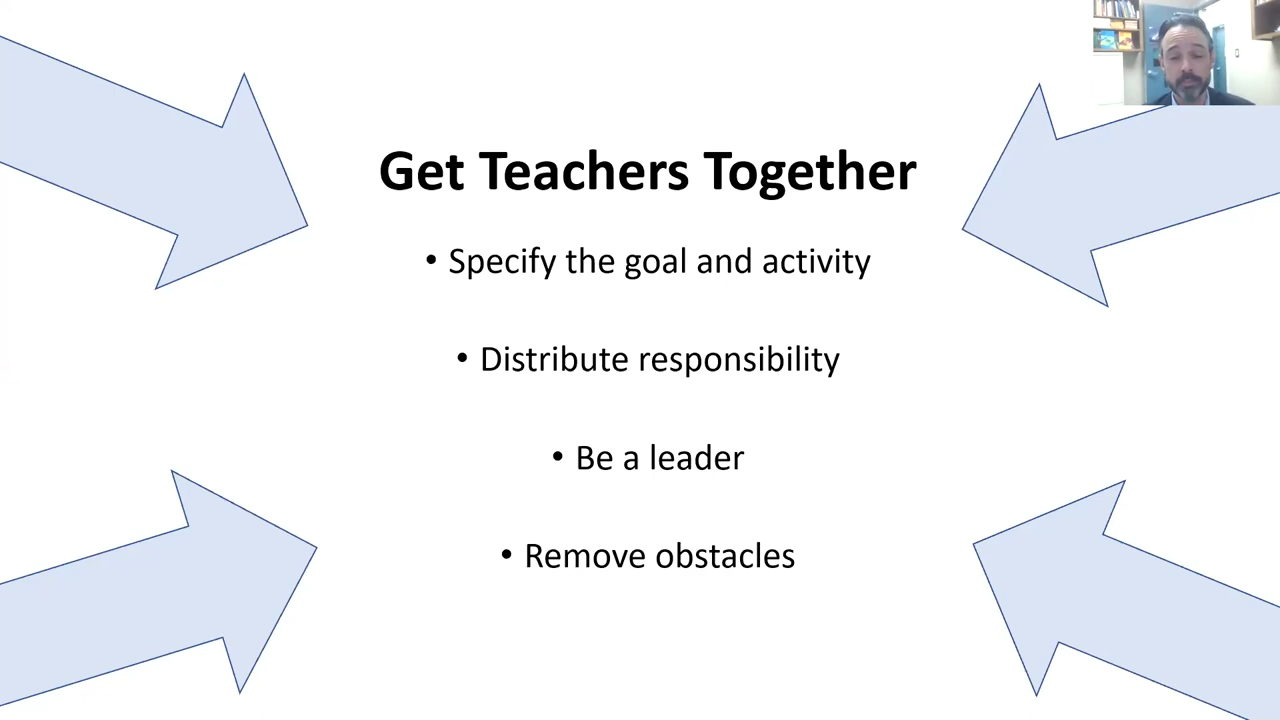 Get Teachers Together
• Specify the goal and activity
• Distribute responsibility
• Be a leader
• Remove obstacles